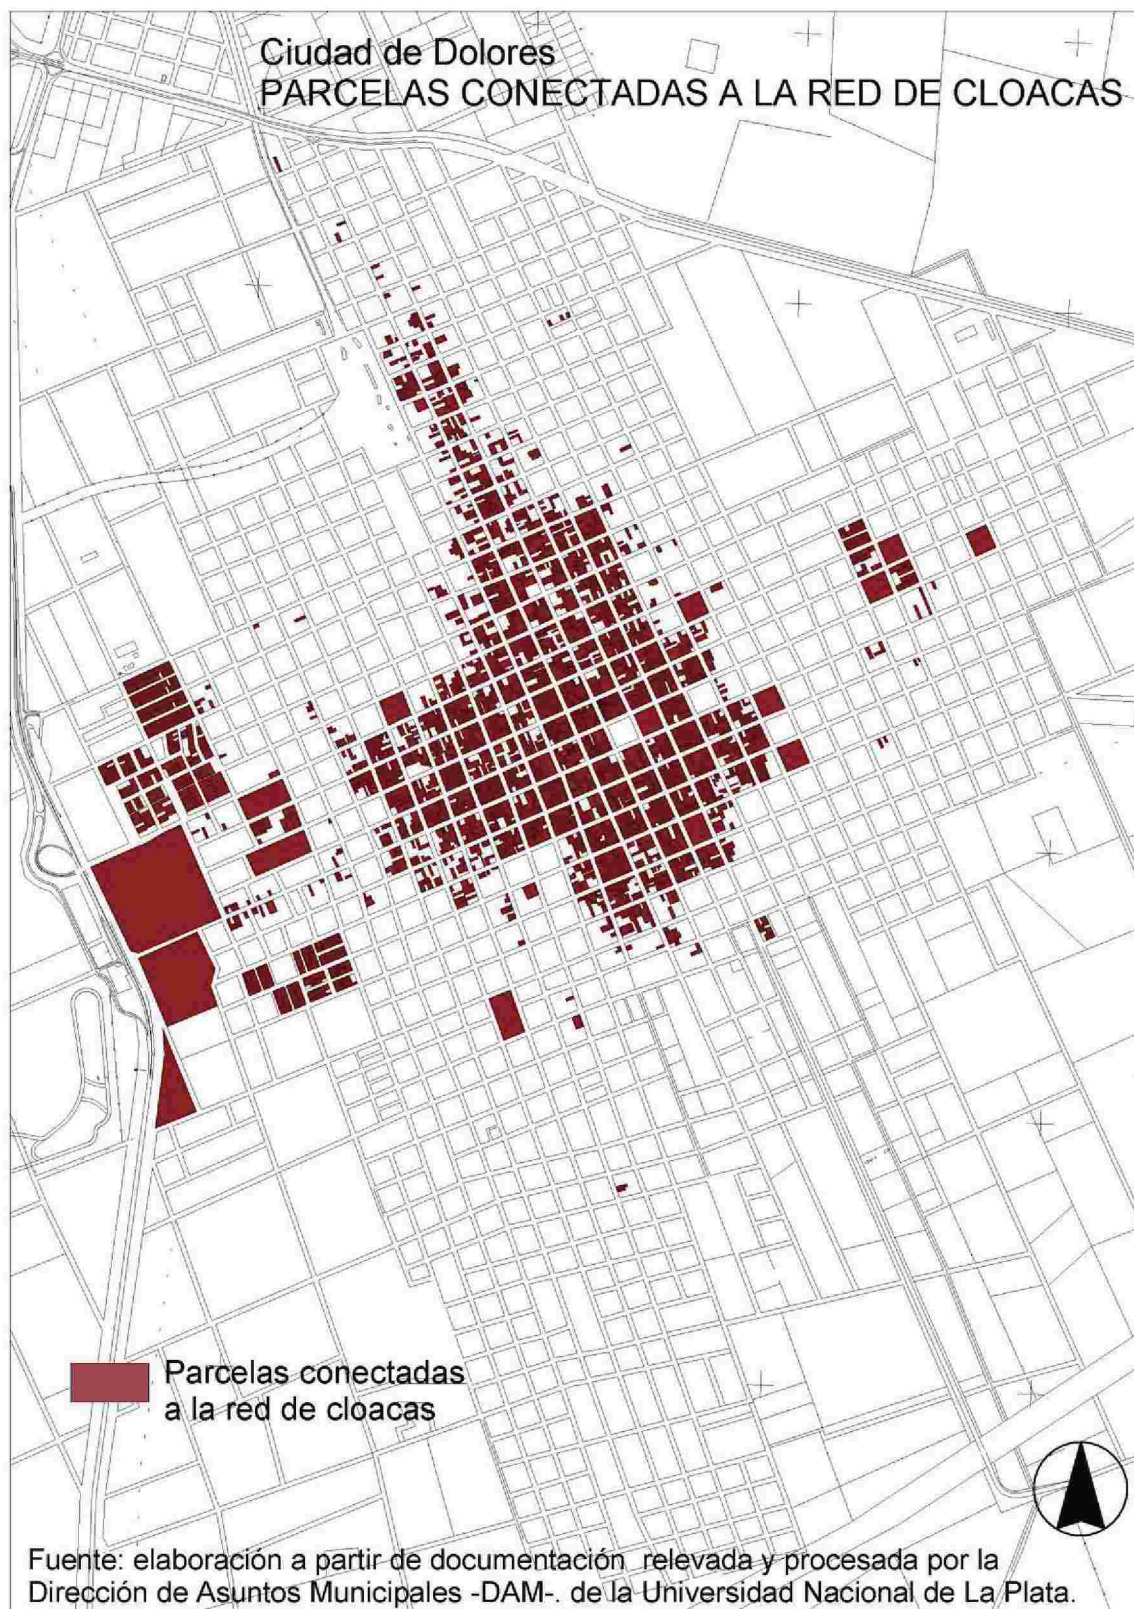 Ciudad de Dolores
PARCELAS CONECTADAS A LA RED DE CLOACAS
Parcelas conectadas
a la red de cloacas
Fuente: elaboración a partir de documentación relevada y procesada por la
Dirección de Asuntos Municipales -DAM-. de la Universidad Nacional de La Plata.